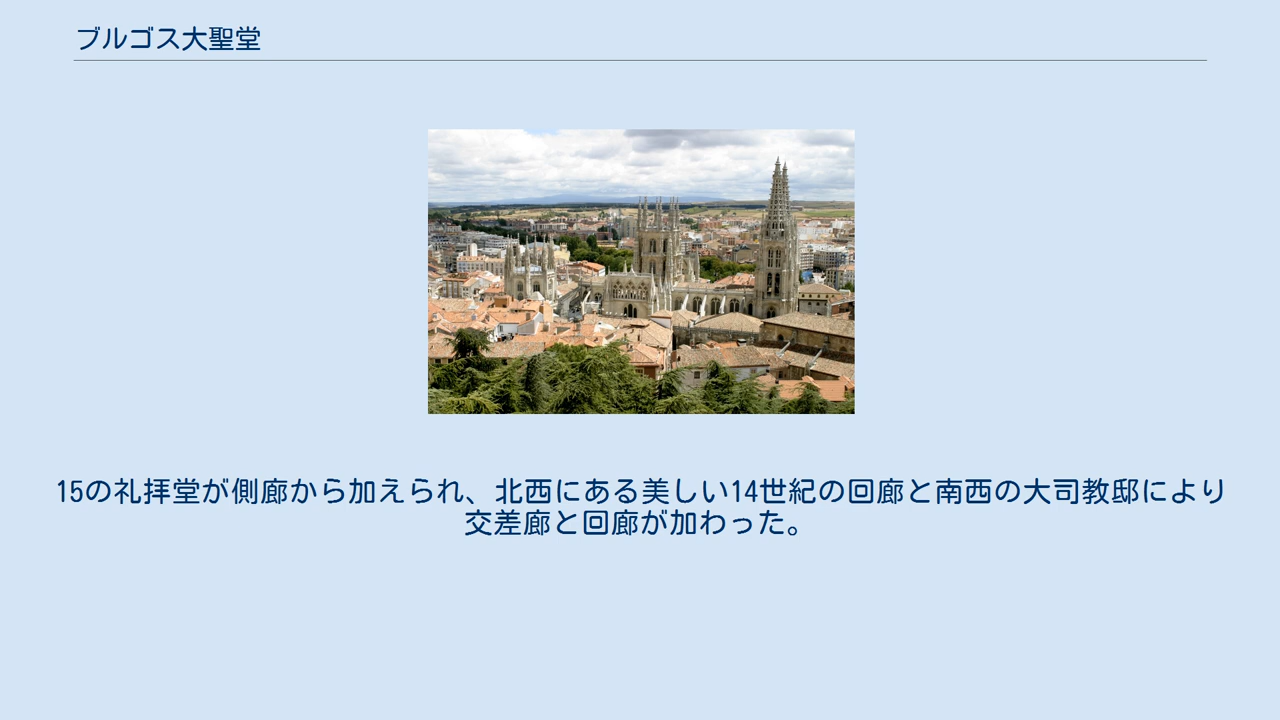 ブルゴス大聖堂
15の礼拝堂が側廊から加えられ、北西にある美しい14世紀の回廊と南西の大司教邸により
交差廊と回廊が加わった。